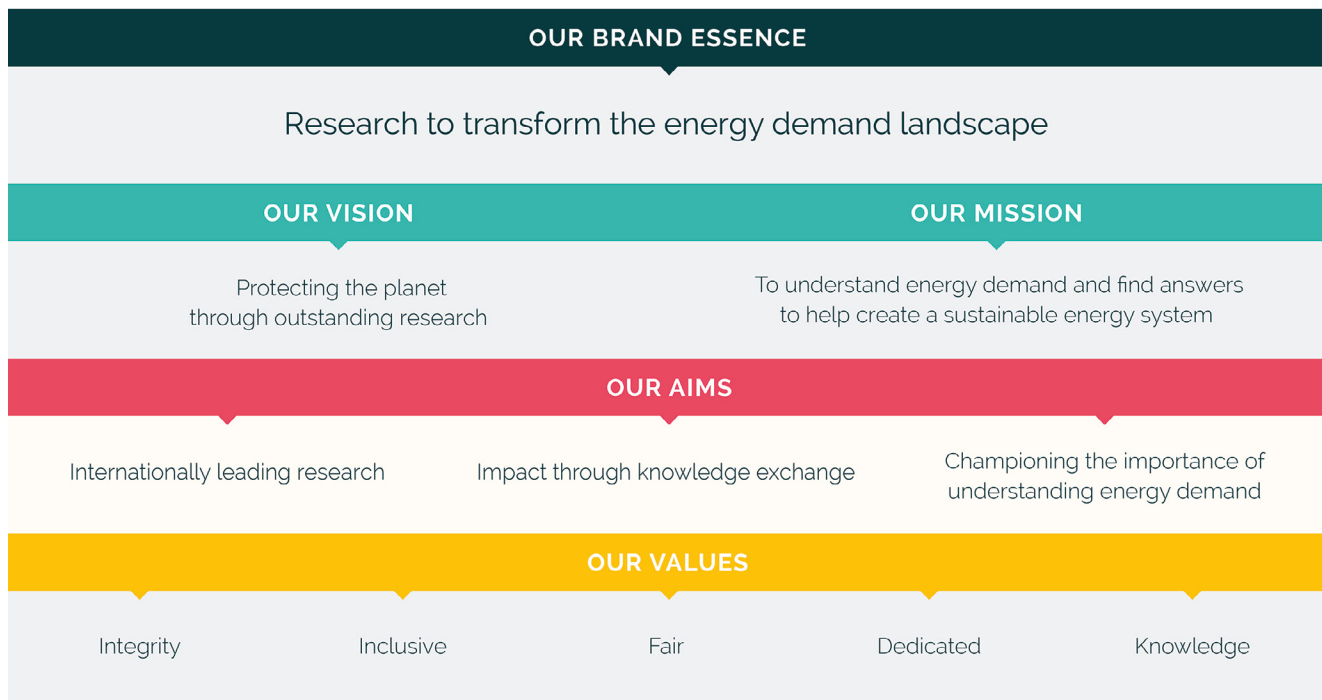 OUR BRAND ESSENCE
Research to transform the energy demand landscape
OUR VISION
OUR MISSION
Protecting the planet
through outstanding research
To understand energy demand and find answers
to help create a sustainable energy system
OUR AIMS
Internationally leading research
Impact through knowledge exchange
Championing the importance of
understanding energy demand
OUR VALUES
Integrity
Inclusive
Fair
Dedicated
Knowledge